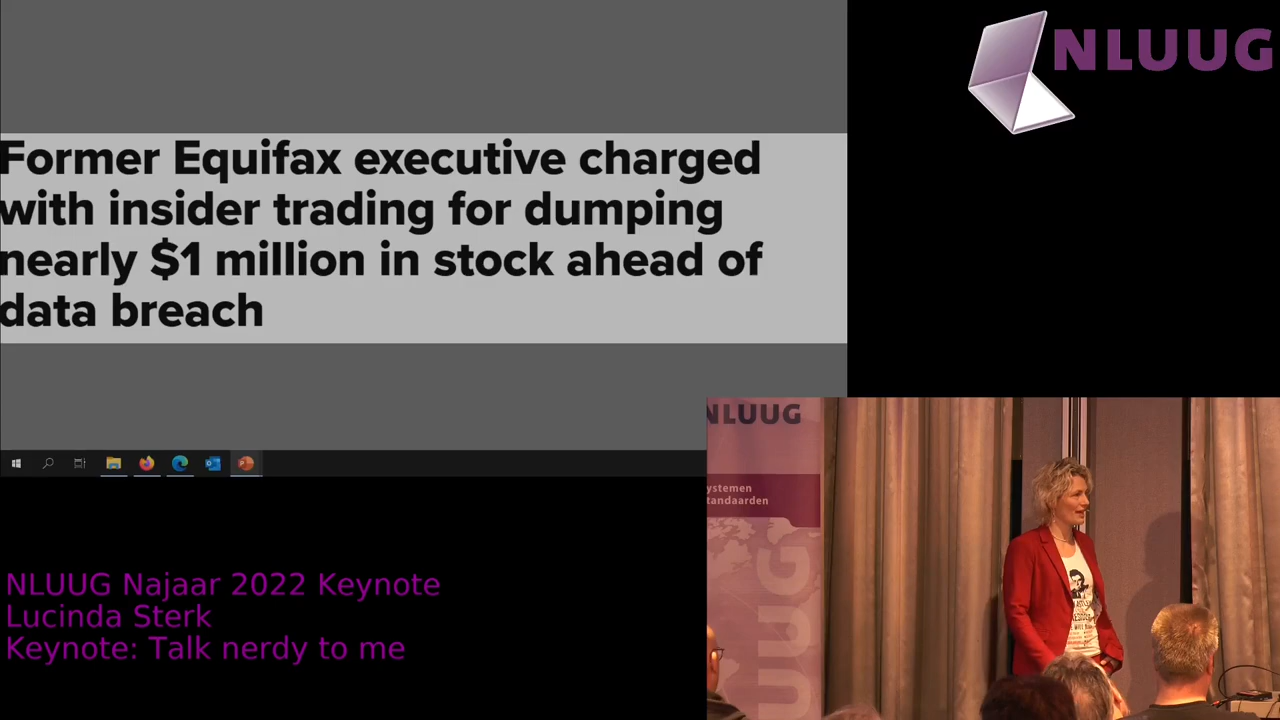 NLUUG
Former Equifax executive charged
with insider trading for dumping
nearly $1 million in stock ahead of
data breach
NLUUG
ystemen
tandaarden
UUG
NLUUG Najaar 2022 Keynote
Lucinda Sterk
Keynote: Talk nerdy to me